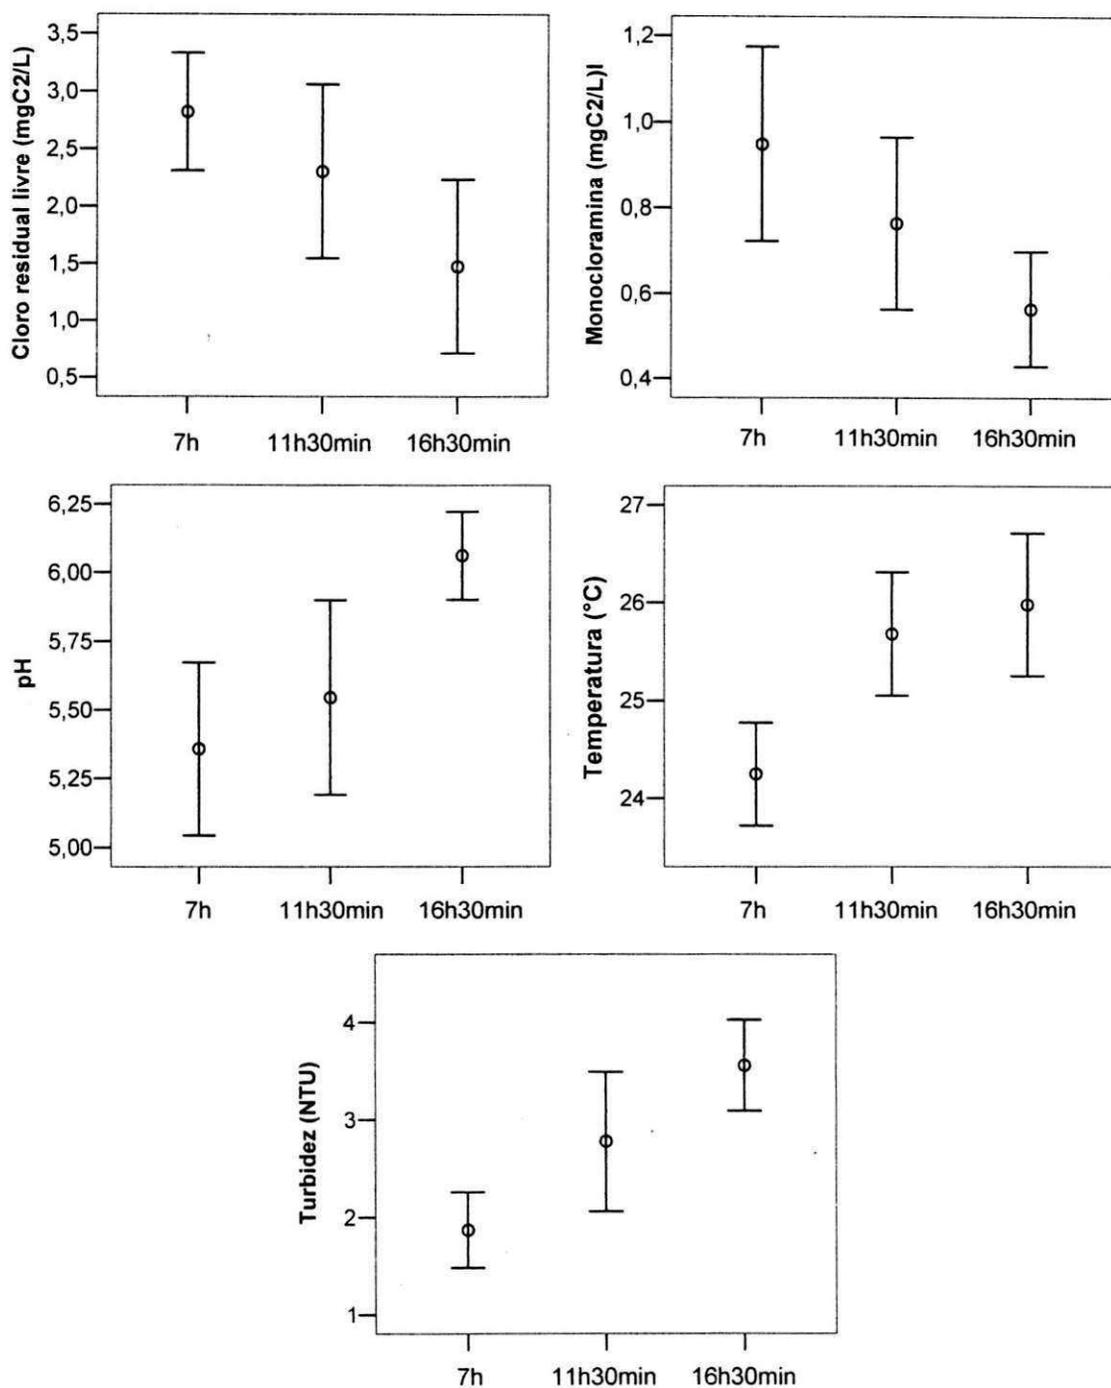 Cloro residual livre (mgC2/L)
3,5
3,0
2,5
2,0
1,5
1,0
0,5
7h 11h30min 16h30min
Monocloramina (mgC2/L)l
1,2
1,0
0,8
0,6
0,4
7h 11h30min 16h30min
pH
6,25
6,00
5,75
5,50
5,25
5,00
7h 11h30min 16h30min
Temperatura (°C)
27
26
25
24
7h 11h30min 16h30min
Turbidez (NTU)
4
3
2
1
7h 11h30min 16h30min